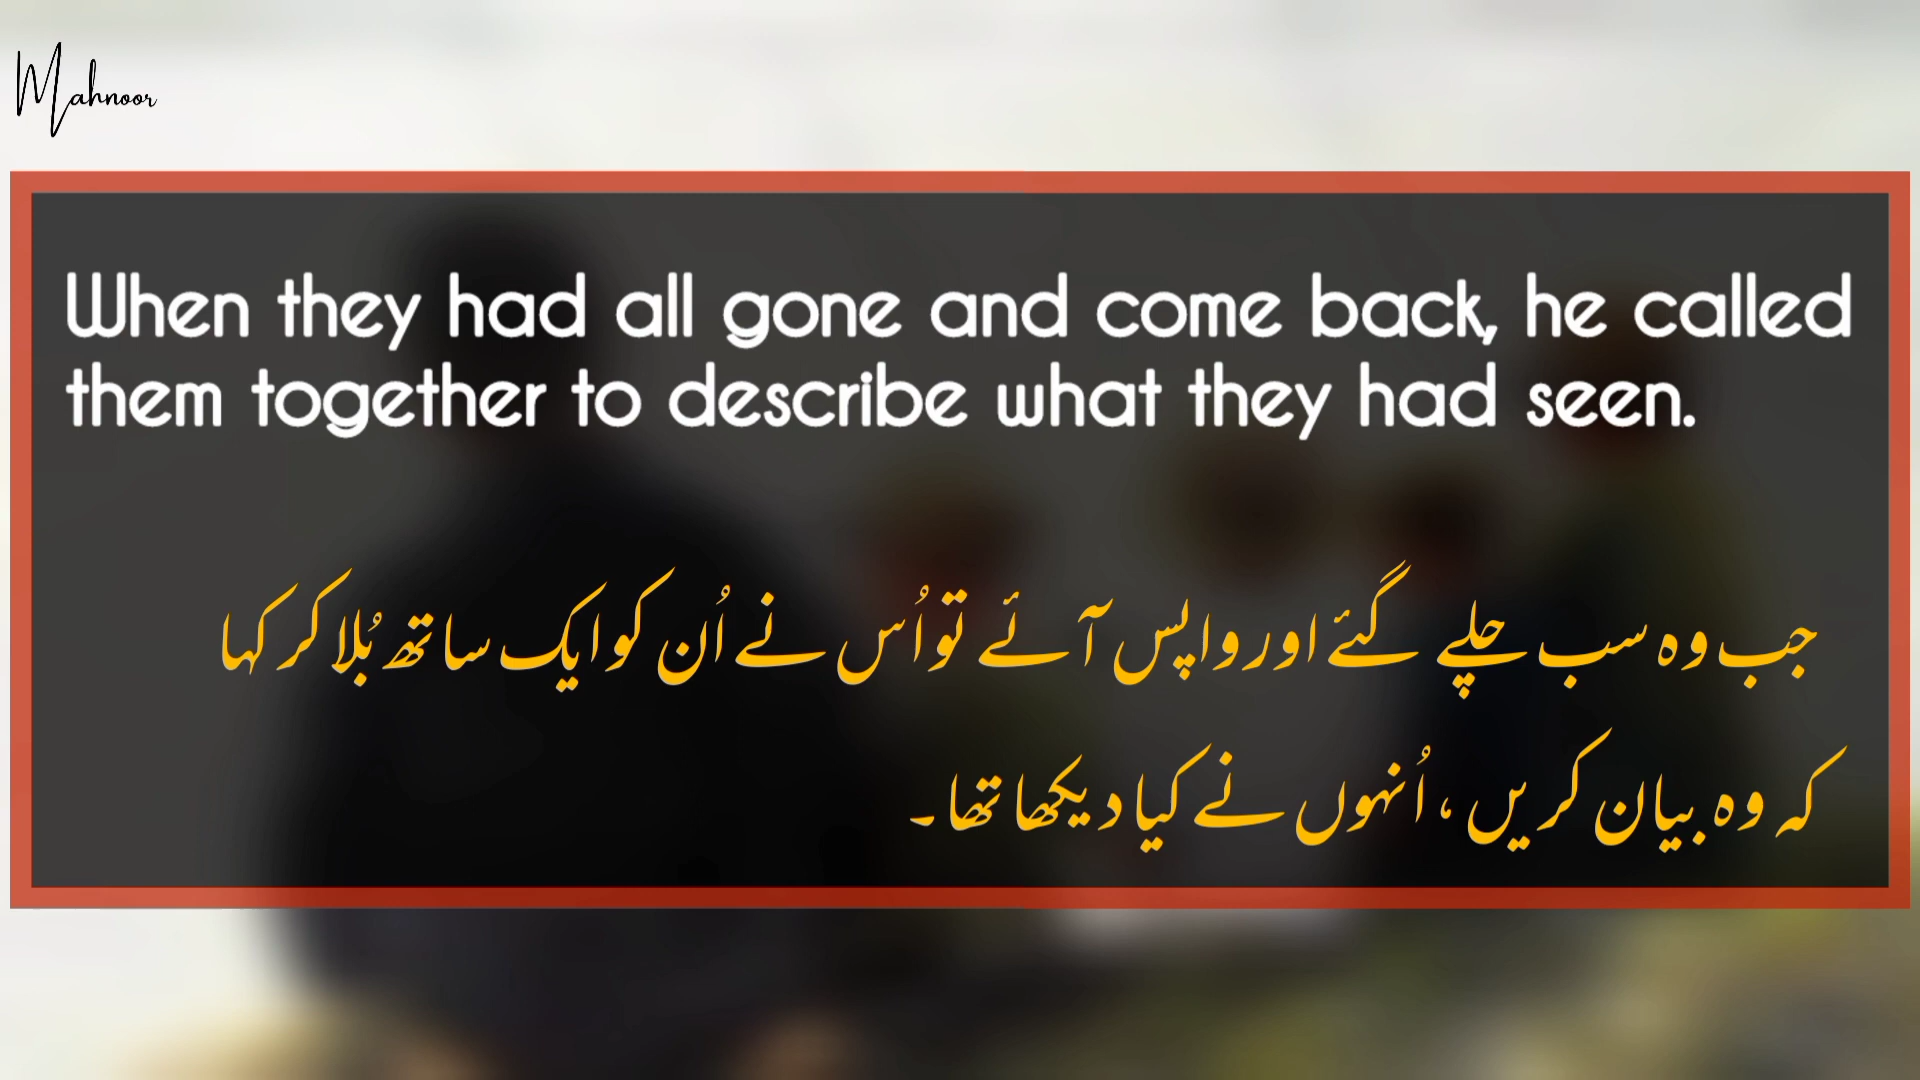 Mahnoor
When they had all gone and come back, he called
them together to describe what they had seen.
جب وہ سب چلے گئے اور واپس آئے تو اُس نے اُن کو ایک ساتھ بُلا کر کہا
کہ وہ بیان کریں ، اُنہوں نے کیا دیکھا تھا۔